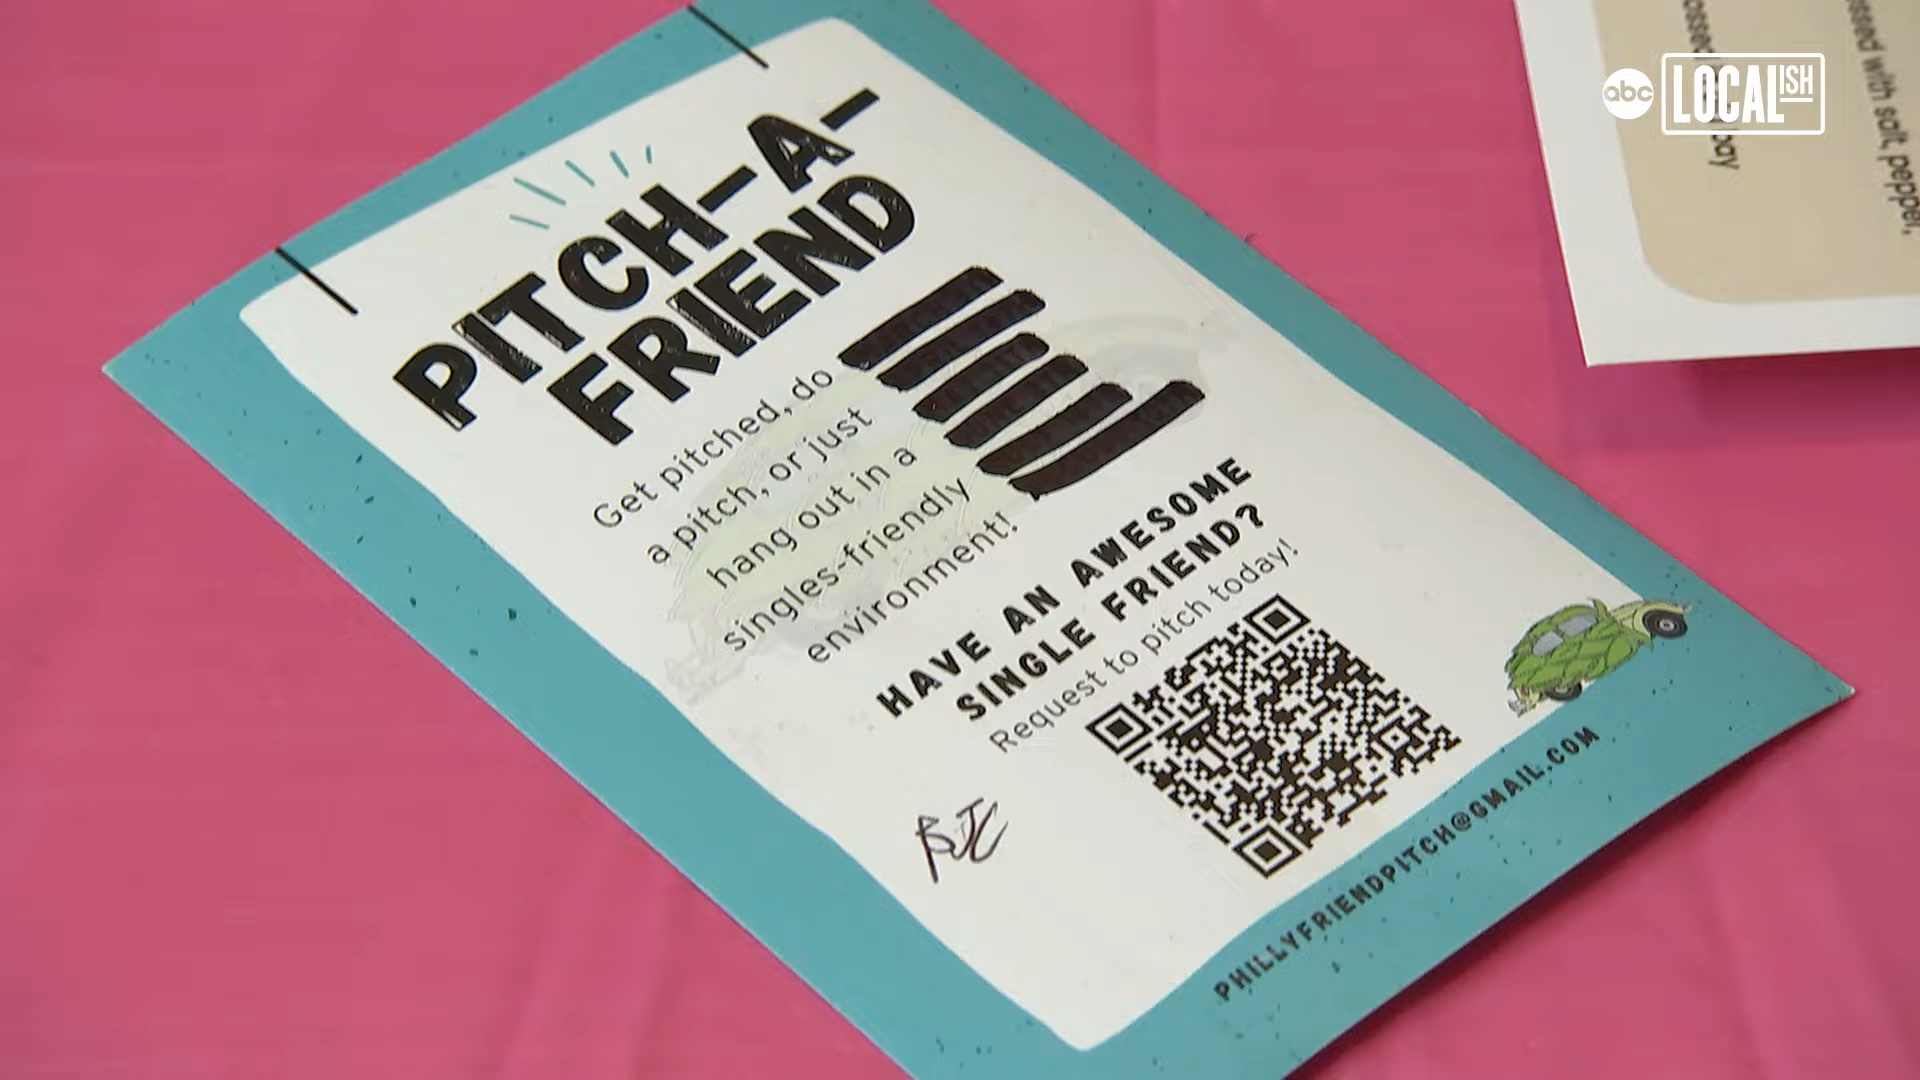 PITCH-A-
FRIEND
Get pitched, do
a pitch, or just
hang out in a
singles-friendly
environment!
HAVE AN AWESOME
SINGLE FRIEND?
Request to pitch today!
PHILLYFRIENDPITCH@GMAIL.COM
abc LOCALISH
with salt, pepper,